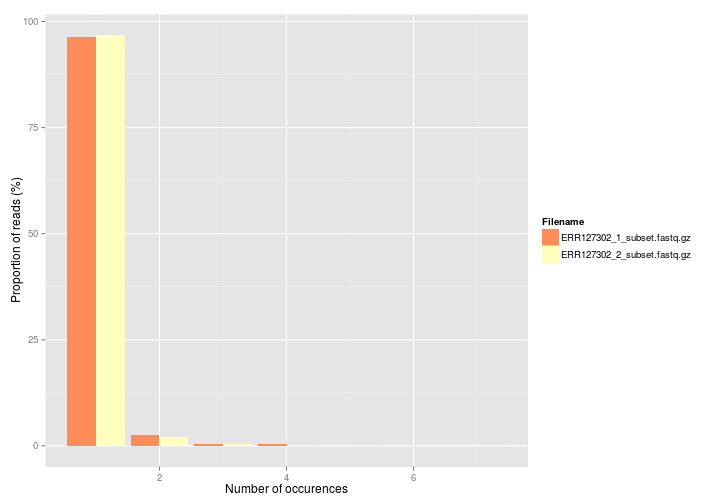 100
75
50
25
0
2
4
6
Proportion of reads (%)
Number of occurences
Filename
ERR127302_1_subset.fastq.gz
ERR127302_2_subset.fastq.gz